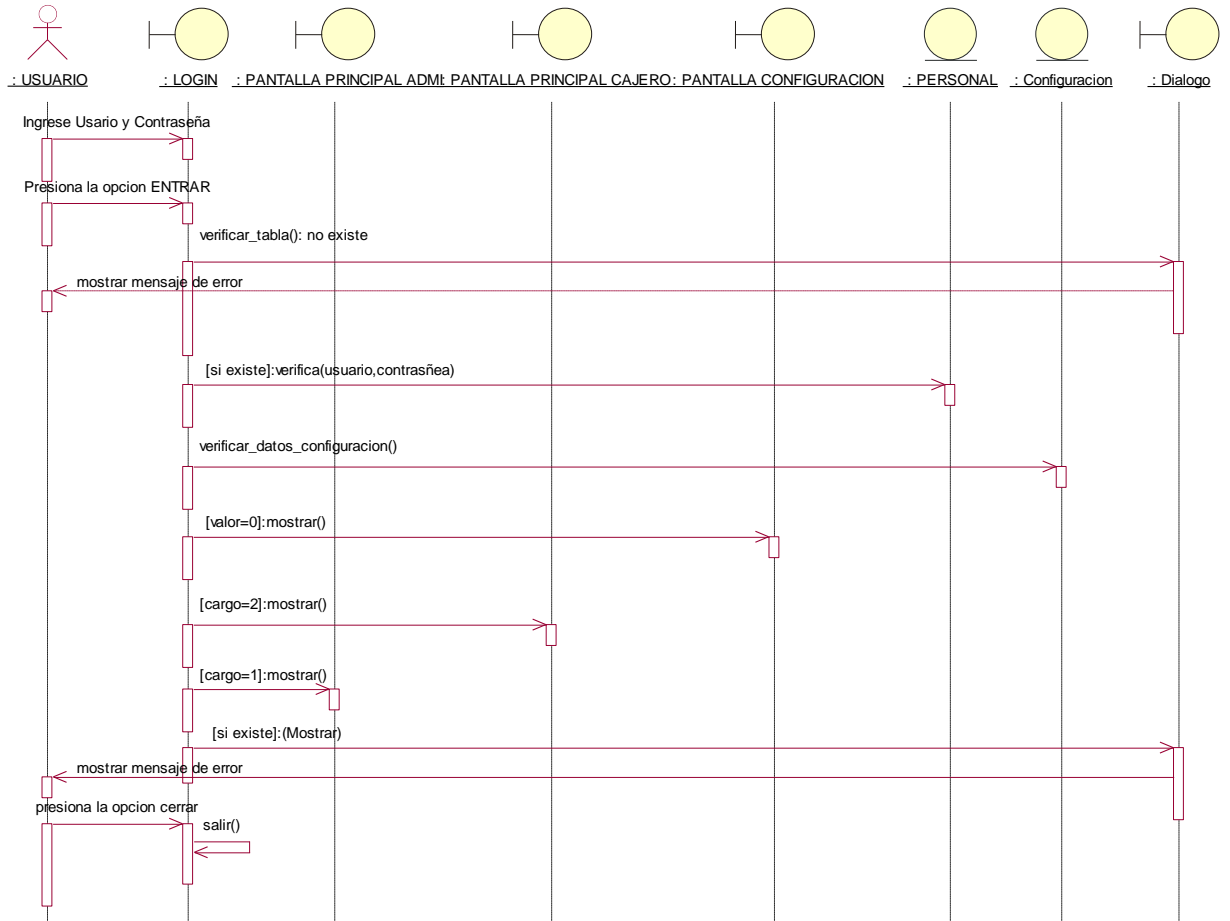 : USUARIO
: LOGIN
: PANTALLA PRINCIPAL ADMI
: PANTALLA PRINCIPAL CAJERO
: PANTALLA CONFIGURACION
: PERSONAL
: Configuracion
: Dialogo
Ingrese Usario y Contraseña
Presiona la opcion ENTRAR
verificar_tabla(): no existe
mostrar mensaje de error
[si existe]:verifica(usuario,contrasñea)
verificar_datos_configuracion()
[valor=0]:mostrar()
[cargo=2]:mostrar()
[cargo=1]:mostrar()
[si existe]:(Mostrar)
mostrar mensaje de error
presiona la opcion cerrar
salir()